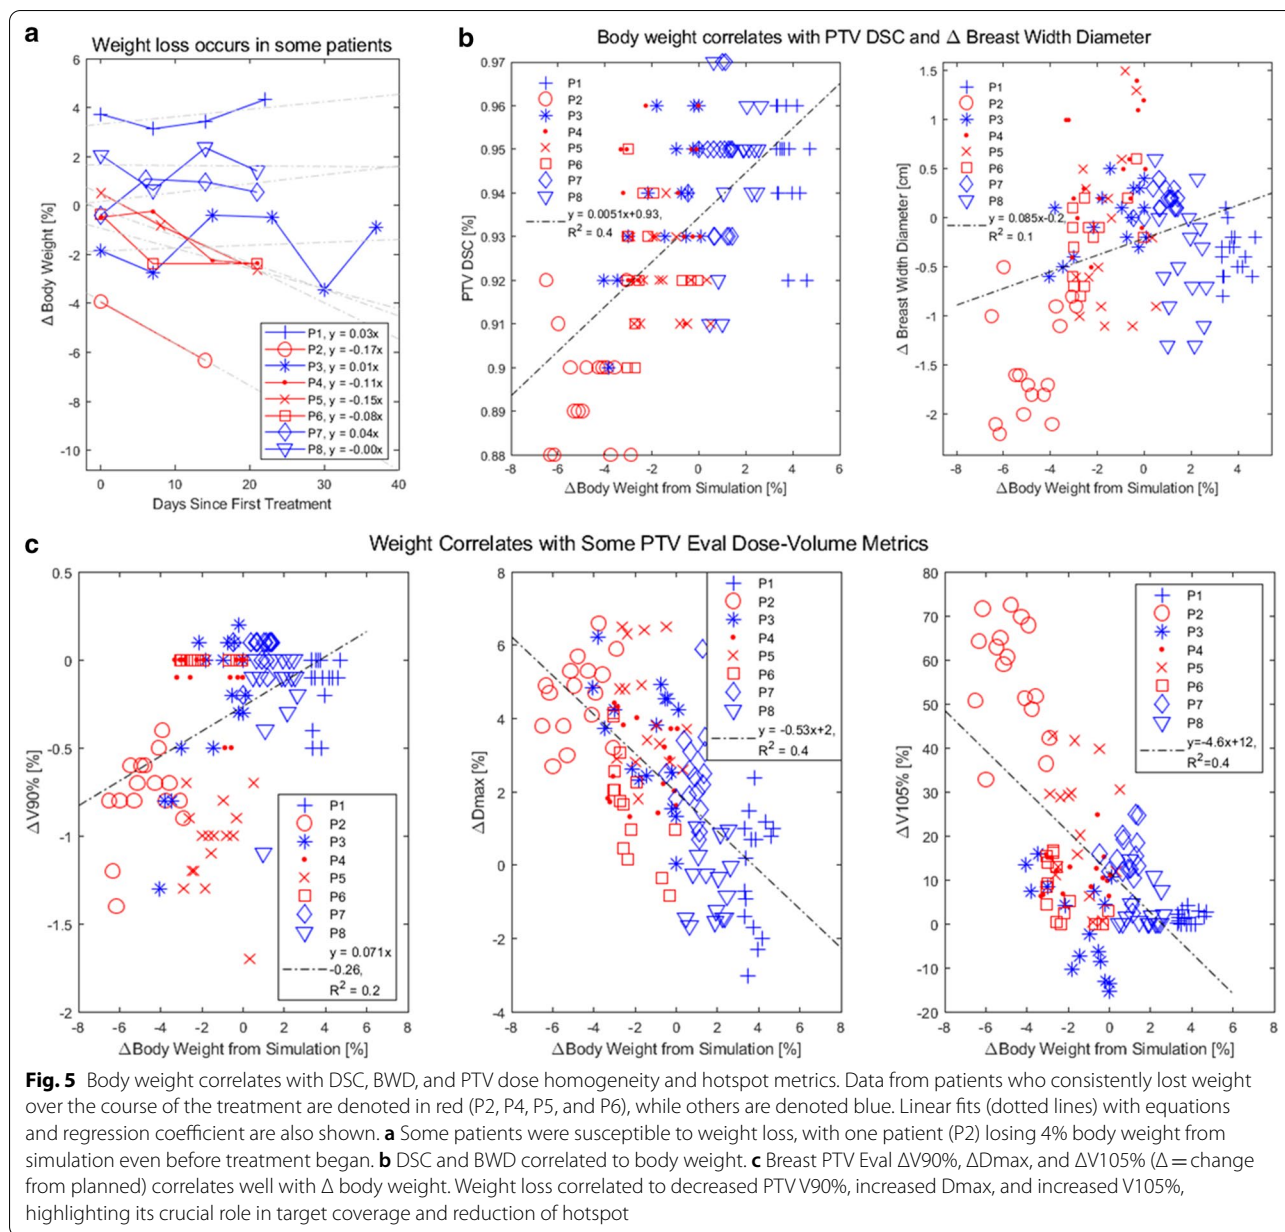 a
Weight loss occurs in some patients
6
4
2
0
-2
-4
-6
-8
-10
Δ Body Weight [%]
P1, y = 0.03x
P2, y = -0.17x
P3, y = 0.01x
P4, y = -0.11x
P5, y = -0.15x
P6, y = -0.08x
P7, y = 0.04x
P8, y = -0.00x
0 10 20 30 40
Days Since First Treatment
b
Body weight correlates with PTV DSC and Δ Breast Width Diameter
0.97
0.96
0.95
0.94
0.93
0.92
0.91
0.9
0.89
0.88
PTV DSC [%]
P1
P2
P3
P4
P5
P6
P7
P8
y = 0.0051x+0.93,
R2 = 0.4
-8 -6 -4 -2 0 2 4 6
ΔBody Weight from Simulation [%]
1.5
1
0.5
0
-0.5
-1
-1.5
-2
Δ Breast Width Diameter [cm]
P1
P2
P3
P4
P5
P6
P7
P8
y = 0.085x-0.2,
R2 = 0.1
-8 -6 -4 -2 0 2 4
ΔBody Weight from Simulation [%]
c
Weight Correlates with Some PTV Eval Dose-Volume Metrics
0.5
0
-0.5
-1
-1.5
-2
ΔV90% [%]
P1
P2
P3
P4
P5
P6
P7
P8
y = 0.071x
-0.26,
R2 = 0.2
-8 -6 -4 -2 0 2 4 6 8
ΔBody Weight from Simulation [%]
8
6
4
2
0
-2
-4
ΔDmax [%]
P1
P2
P3
P4
P5
P6
P7
P8
y = -0.53x+2,
R2 = 0.4
-8 -6 -4 -2 0 2 4 6 8
ΔBody Weight from Simulation [%]
80
70
60
50
40
30
20
10
0
-10
-20
ΔV105% [%]
P1
P2
P3
P4
P5
P6
P7
P8
y=-4.6x+12,
R2=0.4
-8 -6 -4 -2 0 2 4 6 8
ΔBody Weight from Simulation [%]
Fig. 5 Body weight correlates with DSC, BWD, and PTV dose homogeneity and hotspot metrics. Data from patients who consistently lost weight
over the course of the treatment are denoted in red (P2, P4, P5, and P6), while others are denoted blue. Linear fits (dotted lines) with equations
and regression coefficient are also shown. a Some patients were susceptible to weight loss, with one patient (P2) losing 4% body weight from
simulation even before treatment began. b DSC and BWD correlated to body weight. c Breast PTV Eval ΔV90%, ΔDmax, and ΔV105% (Δ = change
from planned) correlates well with Δ body weight. Weight loss correlated to decreased PTV V90%, increased Dmax, and increased V105%,
highlighting its crucial role in target coverage and reduction of hotspot